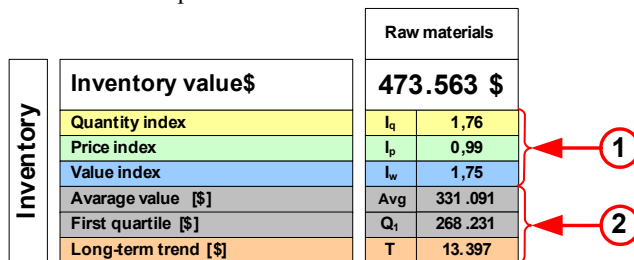 Raw materials
Inventory
Inventory value$ 473.563 $
Quantity index Iq 1,76
Price index Ip 0,99
Value index Iw 1,75
Avarage value [$] Avg 331.091
First quartile [$] Q1 268.231
Long-term trend [$] T 13.397
1
2